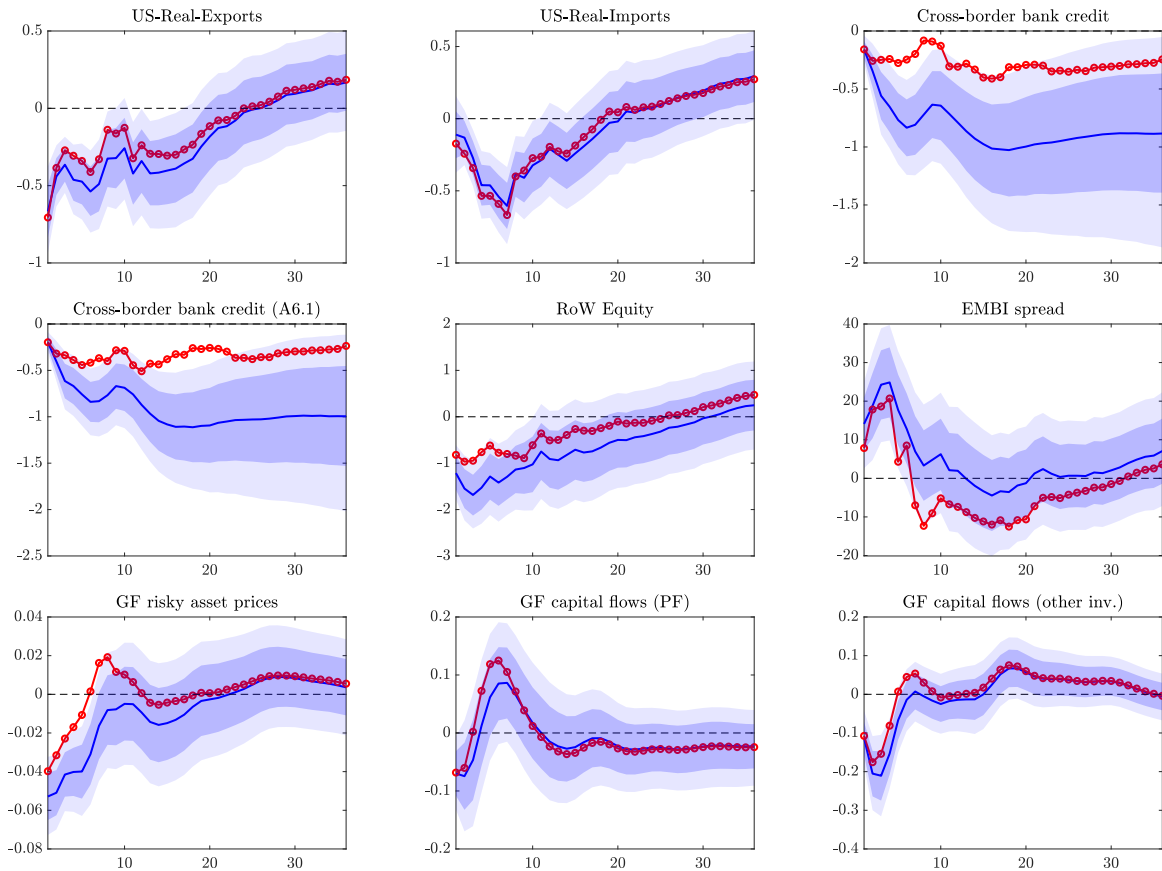 US-Real-Exports
0.5
0
-0.5
-1
10 20 30
US-Real-Imports
0.5
0
-0.5
-1
10 20 30
Cross-border bank credit
0
-0.5
-1
-1.5
-2
10 20 30
Cross-border bank credit (A6.1)
0
-0.5
-1
-1.5
-2
-2.5
10 20 30
RoW Equity
2
1
0
-1
-2
-3
10 20 30
EMBI spread
40
30
20
10
0
-10
-20
10 20 30
GF risky asset prices
0.04
0.02
0
-0.02
-0.04
-0.06
-0.08
10 20 30
GF capital flows (PF)
0.2
0.1
0
-0.1
-0.2
10 20 30
GF capital flows (other inv.)
0.2
0.1
0
-0.1
-0.2
-0.3
-0.4
10 20 30